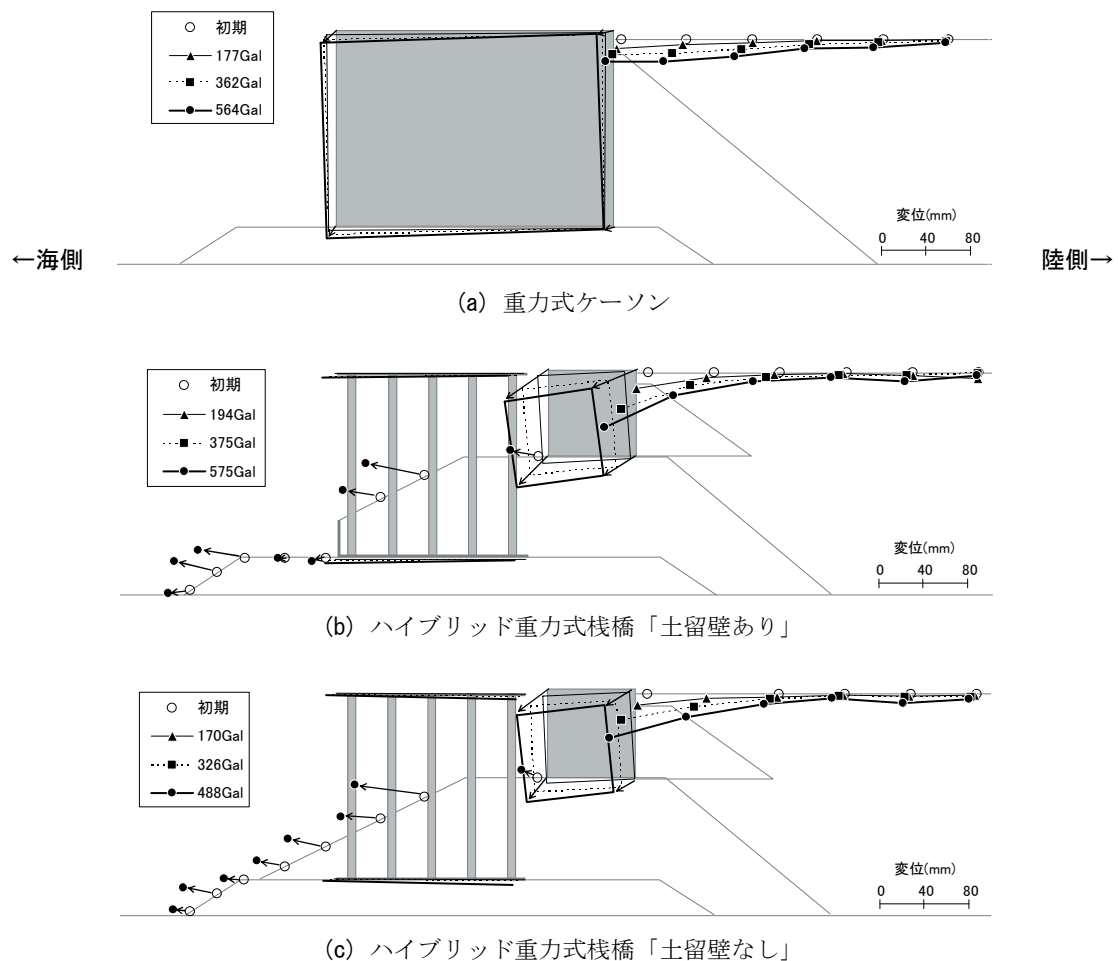 初期
177Gal
362Gal
564Gal
変位(mm)
0 40 80
←海側
陸側→
(a) 重力式ケーソン
初期
194Gal
375Gal
575Gal
変位(mm)
0 40 80
(b) ハイブリッド重力式桟橋「土留壁あり」
初期
170Gal
326Gal
488Gal
変位(mm)
0 40 80
(c) ハイブリッド重力式桟橋「土留壁なし」